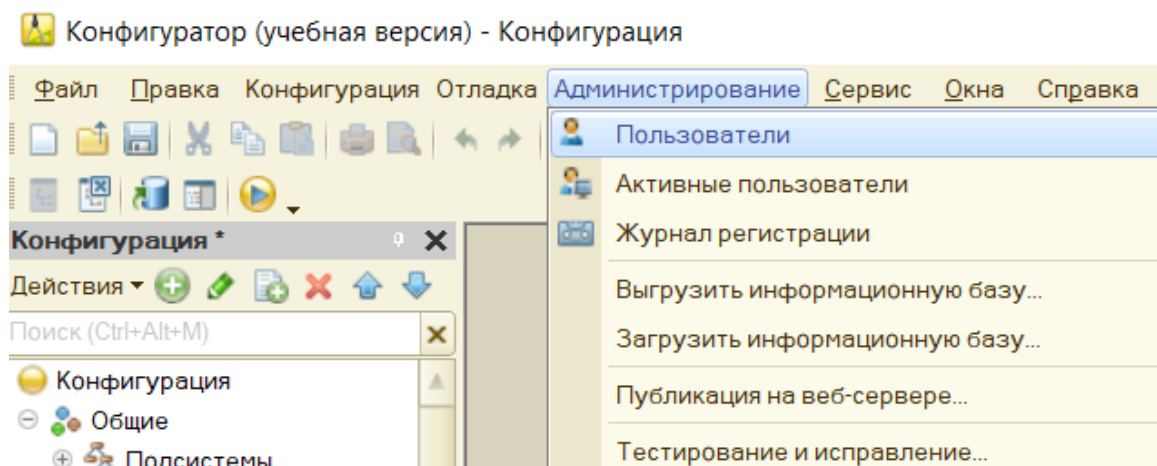 Конфигуратор (учебная версия) - Конфигурация
Файл Правка Конфигурация Отладка Администрирование Сервис Окна Справка
Пользователи
Активные пользователи
Журнал регистрации
Выгрузить информационную базу...
Загрузить информационную базу...
Публикация на веб-сервере...
Тестирование и исправление...
Конфигурация *
Действия
Поиск (Ctrl+Alt+M)
Конфигурация
Общие
Подсистемы